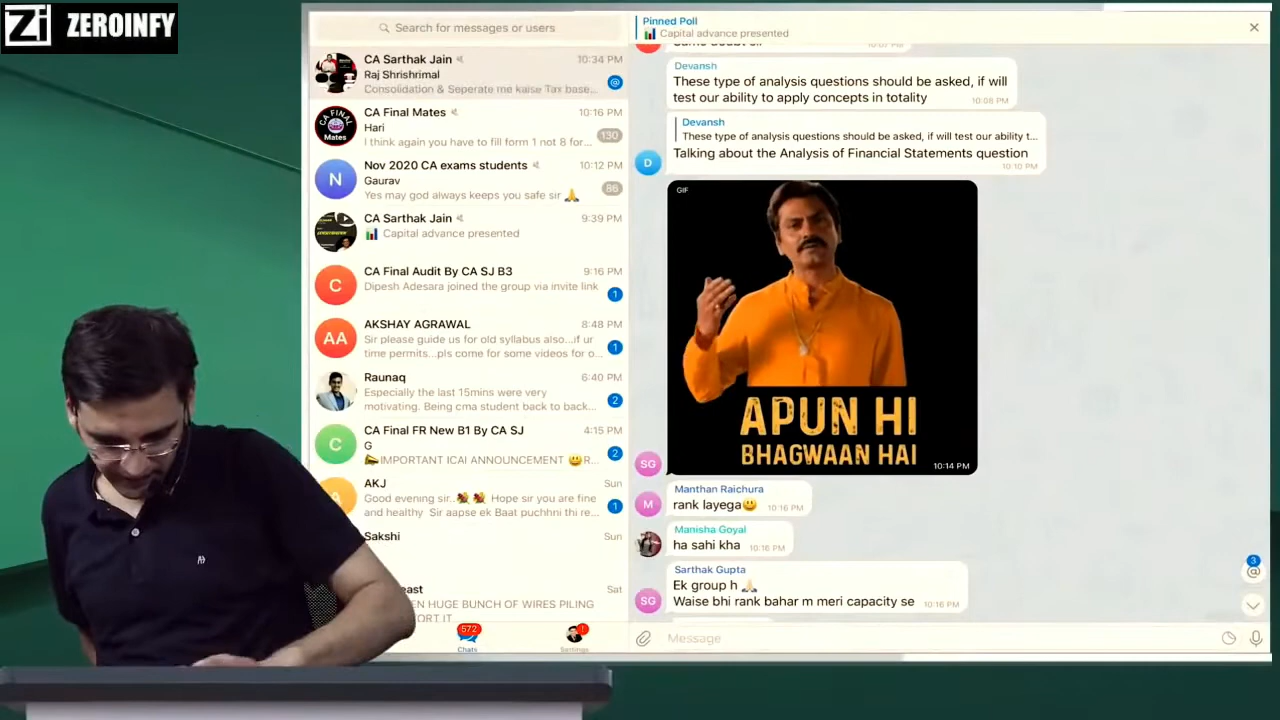 Zi ZEROINFY
Search for messages or users
CA Sarthak Jain 10:34 PM
Raj Shrishrimal
Consolidation & Seperate me kaise Tax base... @
CA Final Mates 10:16 PM
Hari
I think again you have to fill form 1 not 8 for... 130
CA FINAL
Mates
Nov 2020 CA exams students 10:12 PM
N
Gaurav
Yes may god always keeps you safe sir 🙏 86
CA Sarthak Jain 9:39 PM
📊 Capital advance presented
CA Final Audit By CA SJ B3 9:16 PM
C
Dipesh Adesara joined the group via invite link 1
AKSHAY AGRAWAL 8:48 PM
AA
Sir please guide us for old syllabus also...if ur
time permits...pls come for some videos for o... 1
Raunaq 6:40 PM
Especially the last 15mins were very
motivating. Being cma student back to back... 2
CA Final FR New B1 By CA SJ 4:15 PM
C
G
📣IMPORTANT ICAI ANNOUNCEMENT 😃R... 2
AKJ Sun
Good evening sir..💐 💐 Hope sir you are fine
and healthy Sir aapse ek Baat puchhni thi re... 1
Sakshi Sun
east Sat
EN HUGE BUNCH OF WIRES PILING
ORT IT
572
Chats
!
Settings
Pinned Poll
📊 Capital advance presented
10:07 PM
Devansh
These type of analysis questions should be asked, if will
test our ability to apply concepts in totality 10:08 PM
Devansh
These type of analysis questions should be asked, if will test our ability t...
Talking about the Analysis of Financial Statements question
D
10:10 PM
GIF
APUN HI
BHAGWAAN HAI
10:14 PM
SG
Manthan Raichura
M
rank layega😃 10:16 PM
Manisha Goyal
ha sahi kha 10:16 PM
Sarthak Gupta
Ek group h 🙏
SG
Waise bhi rank bahar m meri capacity se 10:16 PM
3
@
Message